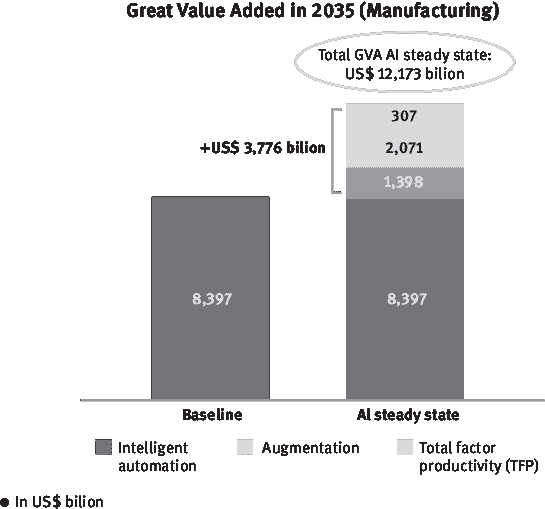 Great Value Added in 2035 (Manufacturing)
Total GVA AI steady state:
US$ 12,173 bilion
307
+US$ 3,776 bilion
2,071
1,398
8,397
8,397
Baseline
AI steady state
Intelligent
automation
Augmentation
Total factor
productivity (TFP)
● In US$ bilion